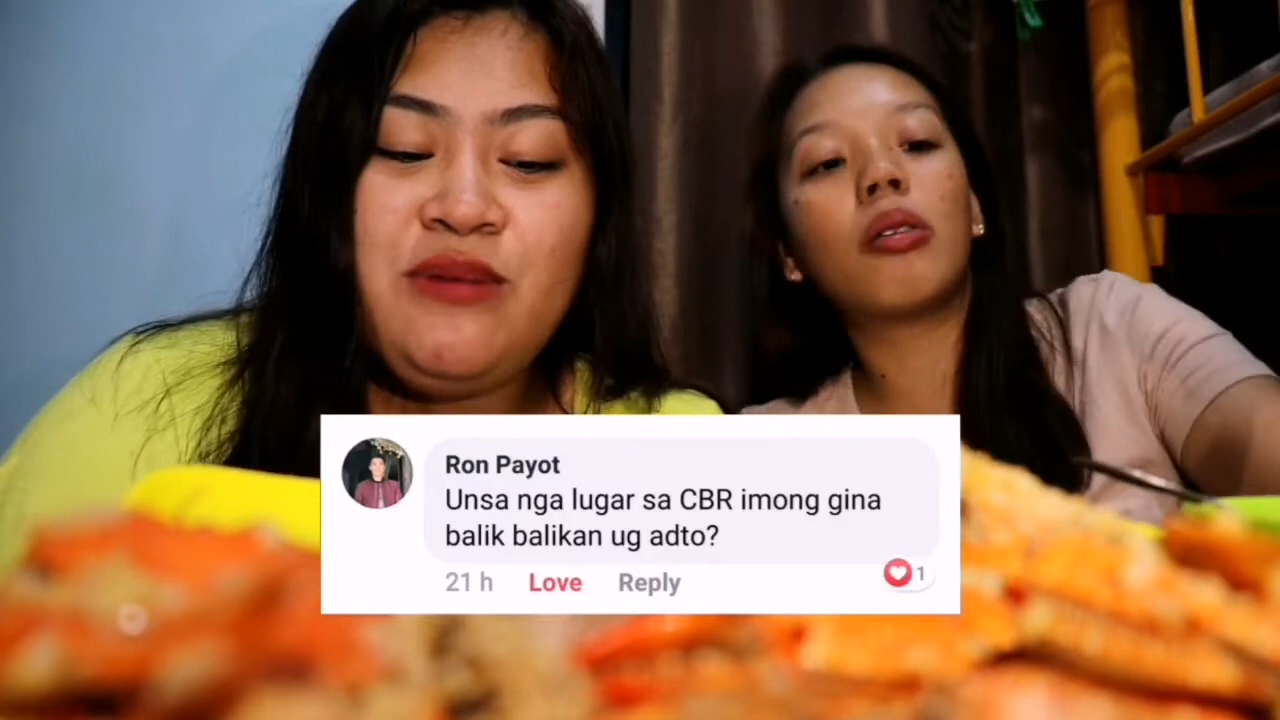 Ron Payot
Unsa nga lugar sa CBR imong gina
balik balikan ug adto?
21 h Love Reply
1